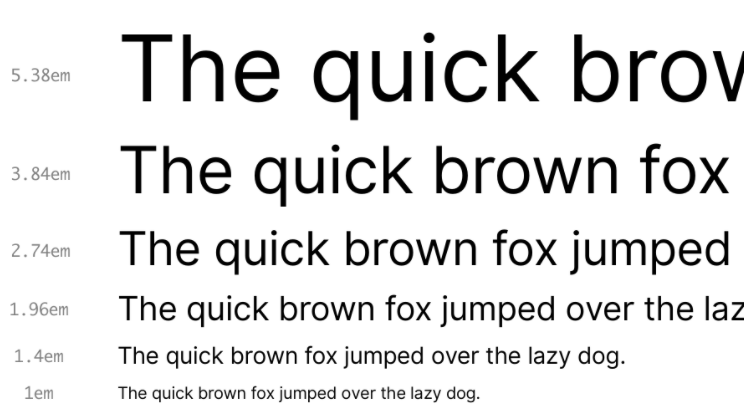 5.38em The quick brow
3.84em The quick brown fox
2.74em The quick brown fox jumped
1.96em The quick brown fox jumped over the laz
1.4em The quick brown fox jumped over the lazy dog.
1em The quick brown fox jumped over the lazy dog.